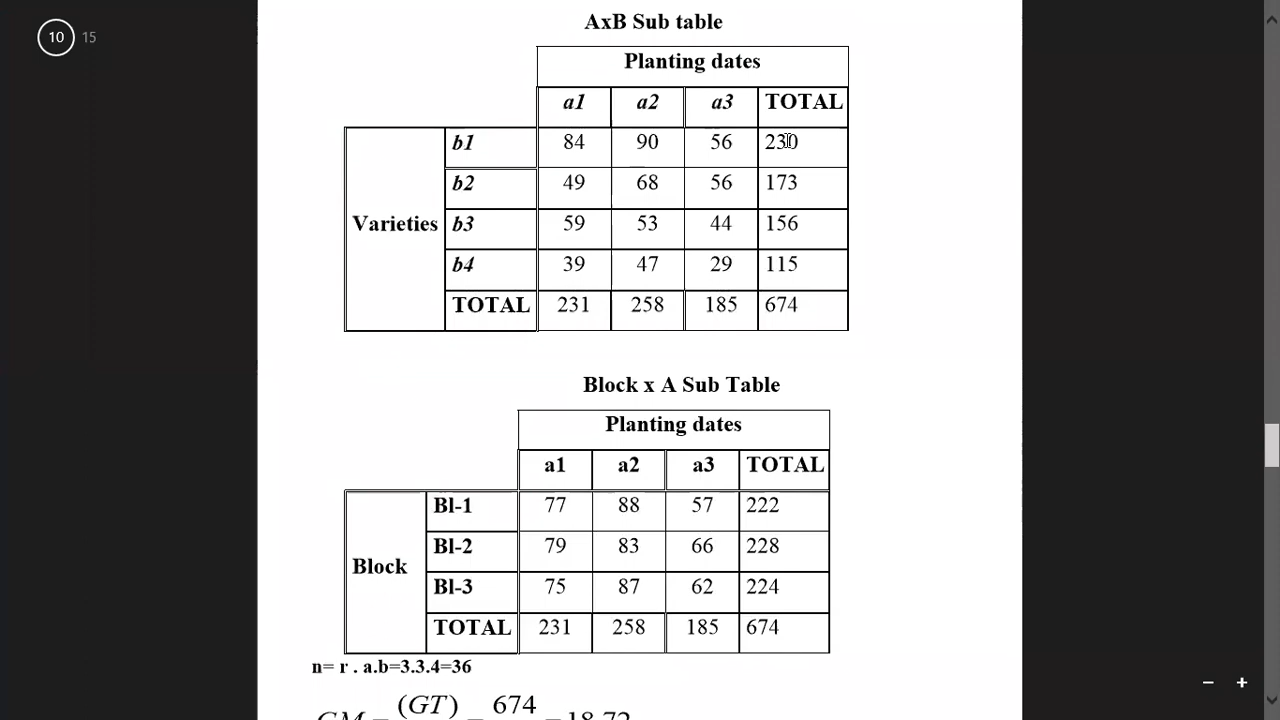 10 15
AxB Sub table
Planting dates
a1 a2 a3 TOTAL
b1 84 90 56 230
b2 49 68 56 173
Varieties b3 59 53 44 156
b4 39 47 29 115
TOTAL 231 258 185 674
Block x A Sub Table
Planting dates
a1 a2 a3 TOTAL
Bl-1 77 88 57 222
Bl-2 79 83 66 228
Block
Bl-3 75 87 62 224
TOTAL 231 258 185 674
n= r . a.b=3.3.4=36
(GT) 674
GM = = =18.72